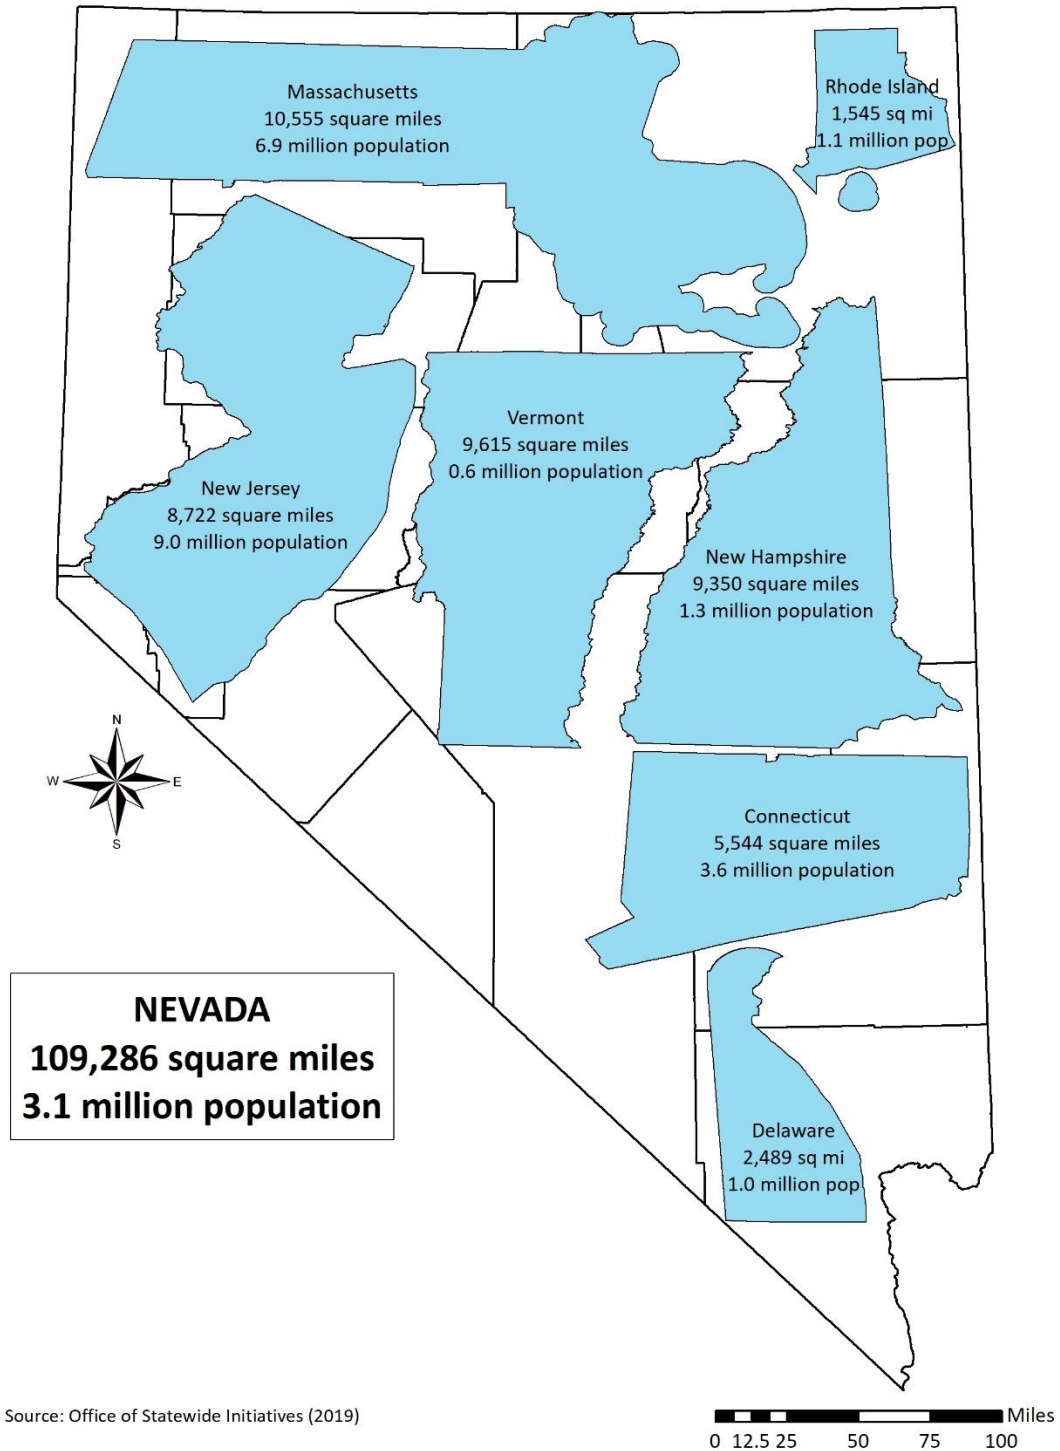 Massachusetts
10,555 square miles
6.9 million population
Rhode Island
1,545 sq mi
1.1 million pop
Vermont
9,615 square miles
0.6 million population
New Jersey
8,722 square miles
9.0 million population
New Hampshire
9,350 square miles
1.3 million population
N
W
E
S
Connecticut
5,544 square miles
3.6 million population
NEVADA
109,286 square miles
3.1 million population
Delaware
2,489 sq mi
1.0 million pop
Source: Office of Statewide Initiatives (2019)
Miles
0 12.5 25 50 75 100